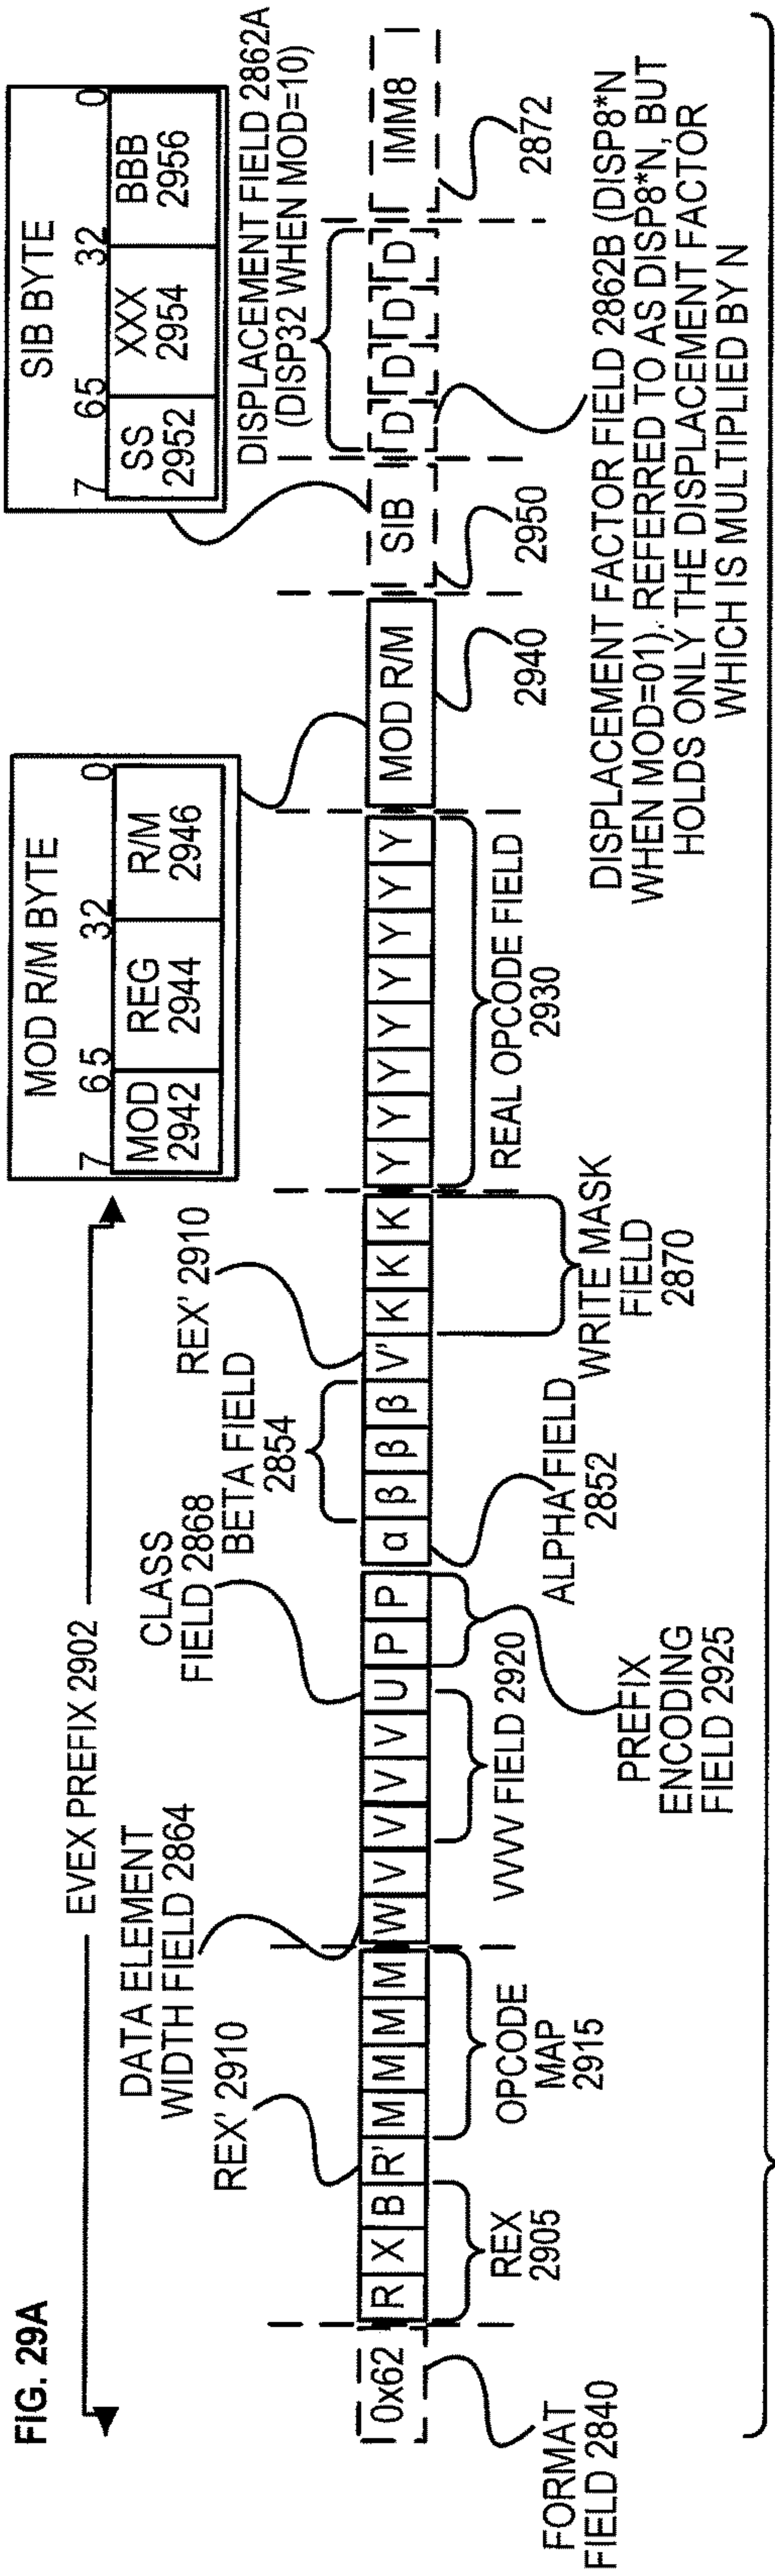 FIG. 29A
EVEX PREFIX 2902
MOD R/M BYTE
7 6 5 3 2 0
MOD
2942
REG
2944
R/M
2946
SIB BYTE
7 6 5 3 2 0
SS
2952
XXX
2954
BBB
2956
DATA ELEMENT
WIDTH FIELD 2864
REX' 2910
CLASS
FIELD 2868
BETA FIELD
2854
REX' 2910
DISPLACEMENT FIELD 2862A
(DISP32 WHEN MOD=10)
0x62 R X B R' M M M M W V V V V U P P α β β β V' K K K Y Y Y Y Y Y Y Y MOD R/M SIB D D D D IMM8
FORMAT
FIELD 2840
REX
2905
OPCODE
MAP
2915
VVVV FIELD 2920
PREFIX
ENCODING
FIELD 2925
ALPHA FIELD
2852
WRITE MASK
FIELD
2870
REAL OPCODE FIELD
2930
2940
2950
2872
DISPLACEMENT FACTOR FIELD 2862B (DISP8*N
WHEN MOD=01). REFERRED TO AS DISP8*N, BUT
HOLDS ONLY THE DISPLACEMENT FACTOR
WHICH IS MULTIPLIED BY N